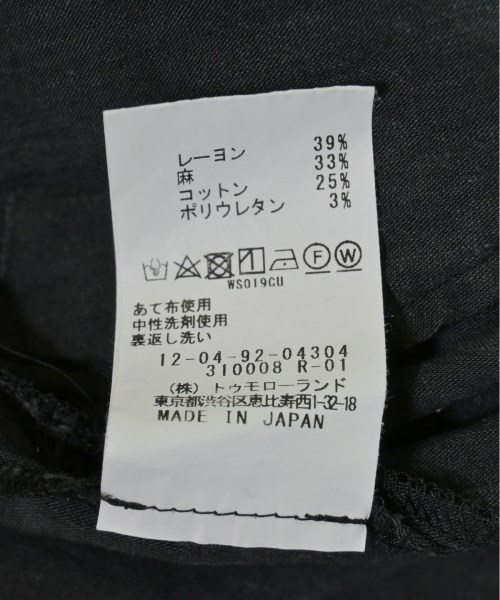 レーヨン 39%
麻 33%
コットン 25%
ポリウレタン 3%
F W
WS019GU
あて布使用
中性洗剤使用
裏返し洗い
12-04-92-04304
310008 R-01
(株) トゥモローランド
東京都渋谷区恵比寿西1-32-18
MADE IN JAPAN